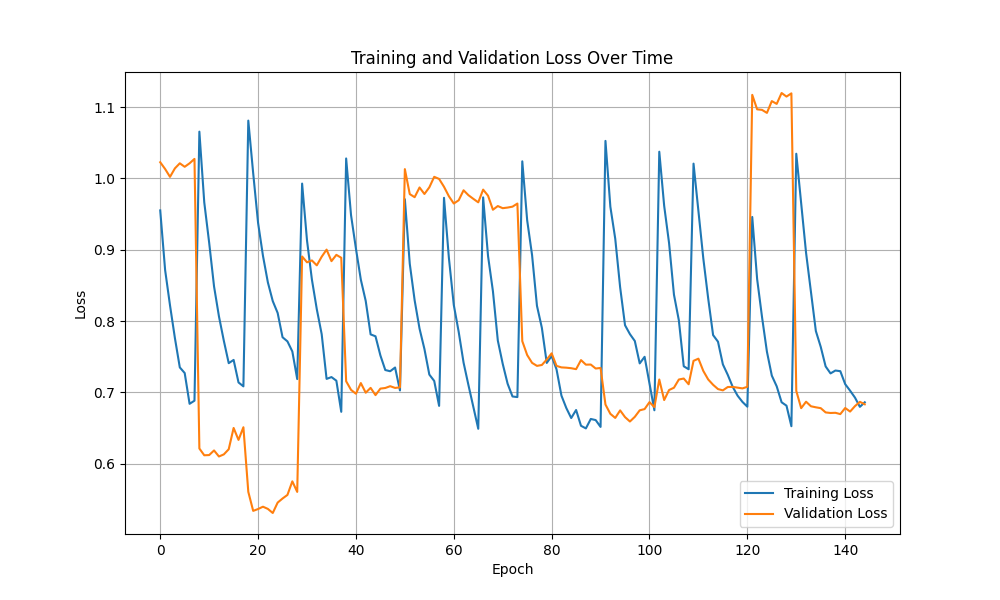 Training and Validation Loss Over Time
1.1
1.0
0.9
0.8
0.7
0.6
Loss
0 20 40 60 80 100 120 140
Epoch
Training Loss
Validation Loss